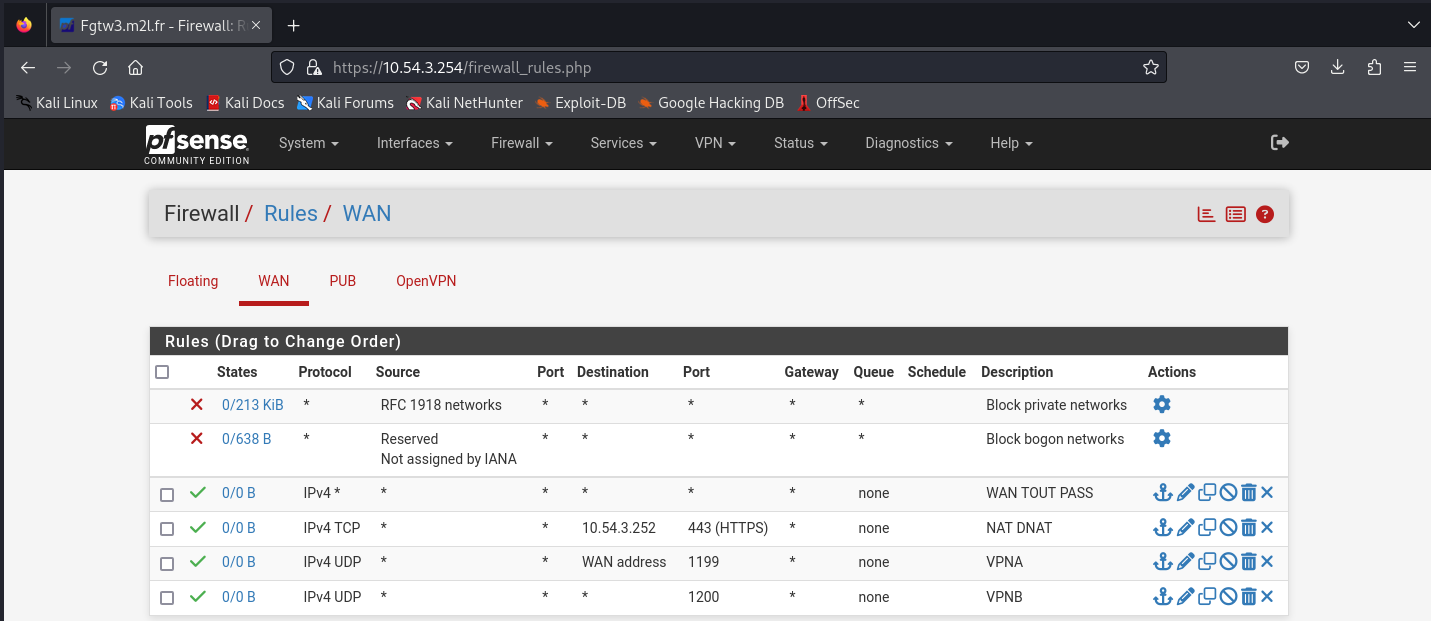 Fgtw3.m2l.fr - Firewall: R
https://10.54.3.254/firewall_rules.php
Kali Linux Kali Tools Kali Docs Kali Forums Kali NetHunter Exploit-DB Google Hacking DB OffSec
pfsense COMMUNITY EDITION System Interfaces Firewall Services VPN Status Diagnostics Help
Firewall / Rules / WAN
Floating WAN PUB OpenVPN
Rules (Drag to Change Order)
States Protocol Source Port Destination Port Gateway Queue Schedule Description Actions
0/213 KiB * RFC 1918 networks * * * * * Block private networks
0/638 B * Reserved * * * * * Block bogon networks
Not assigned by IANA
0/0 B IPv4 * * * * * * none WAN TOUT PASS
0/0 B IPv4 TCP * * 10.54.3.252 443 (HTTPS) * none NAT DNAT
0/0 B IPv4 UDP * * WAN address 1199 * none VPNA
0/0 B IPv4 UDP * * * 1200 * none VPNB